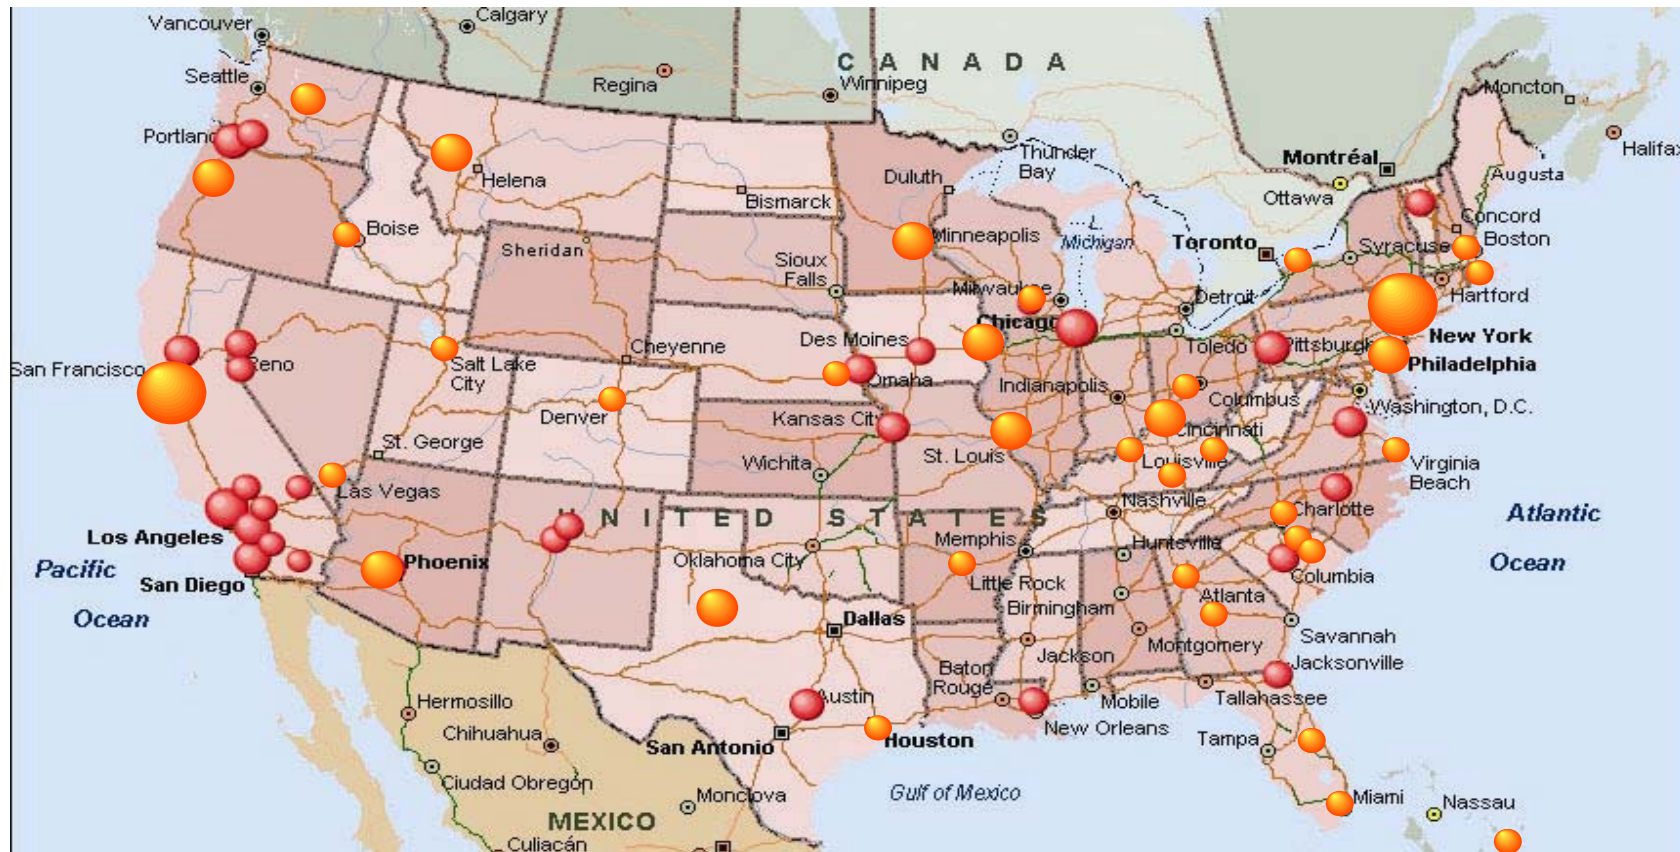 Vancouver
Calgary
Seattle
Regina
CANADA
Winnipeg
Moncton
Halifax
Portland
Helena
Bismarck
Duluth
Thunder
Bay
Montréal
Ottawa
Augusta
Boise
Sheridan
Minneapolis
L.
Michigan
Toronto
Syracuse
Concord
Boston
Sioux
Falls
Milwaukee
Detroit
Hartford
Chicago
San Francisco
Reno
Salt Lake
City
Cheyenne
Des Moines
Omaha
Toledo
Pittsburgh
New York
Philadelphia
Denver
Indianapolis
Columbus
Washington, D.C.
St. George
Kansas City
St. Louis
Cincinnati
Louisville
Wichita
Las Vegas
Nashville
Virginia
Beach
UNITED STATES
Charlotte
Atlantic
Ocean
Los Angeles
Pacific
Ocean
San Diego
Phoenix
Oklahoma City
Memphis
Huntsville
Little Rock
Columbia
Birmingham
Atlanta
Dallas
Savannah
Montgomery
Jackson
Baton
Rouge
Jacksonville
Tallahassee
Mobile
New Orleans
Hermosillo
Austin
Chihuahua
San Antonio
Houston
Tampa
Ciudad Obregón
Monclova
Gulf of Mexico
Miami
Nassau
MEXICO
Culiacán